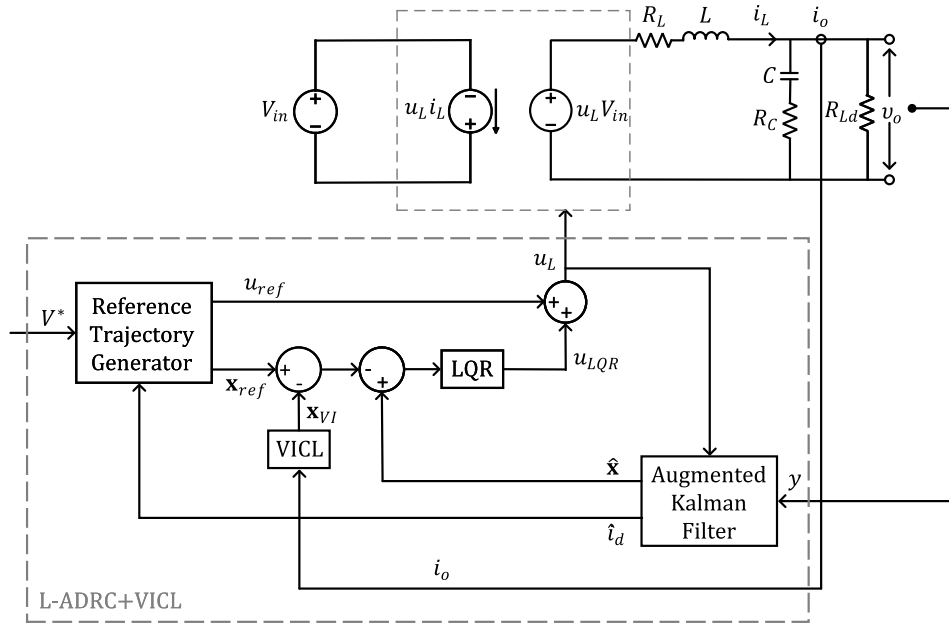 R_L L i_L i_o
V_in + − u_L i_L − + + − u_L V_in C R_C R_Ld υ_o
u_L
V* Reference Trajectory Generator u_ref + +
x_ref + - - + LQR u_LQR
x_VI
VICL
x̂ Augmented Kalman Filter y
î_d
i_o
L-ADRC+VICL